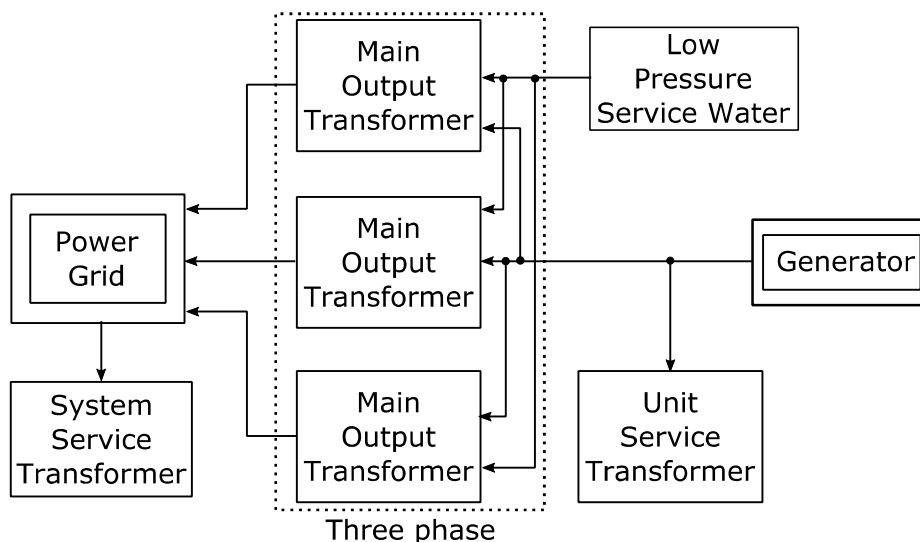 Main
Output
Transformer
Low
Pressure
Service Water
Power
Grid
Main
Output
Transformer
Generator
System
Service
Transformer
Main
Output
Transformer
Unit
Service
Transformer
Three phase